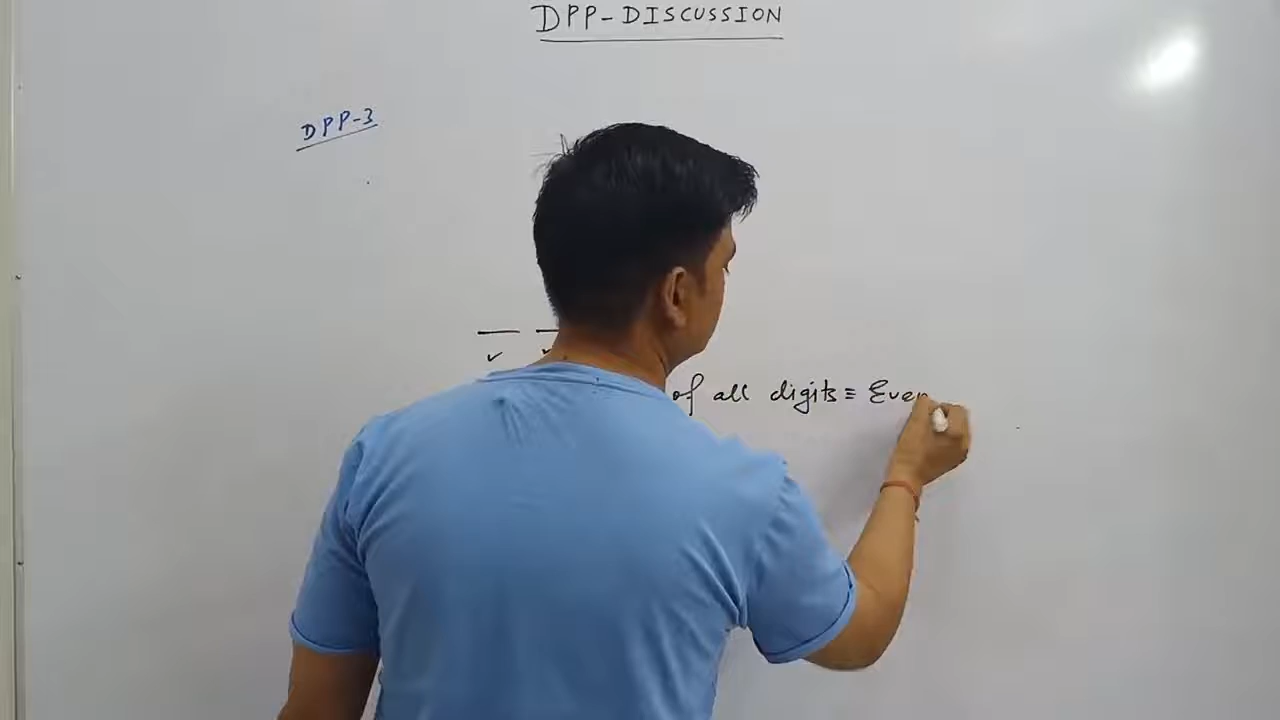 DPP-DISCUSSION
DPP-3
of all digits ≡ Even